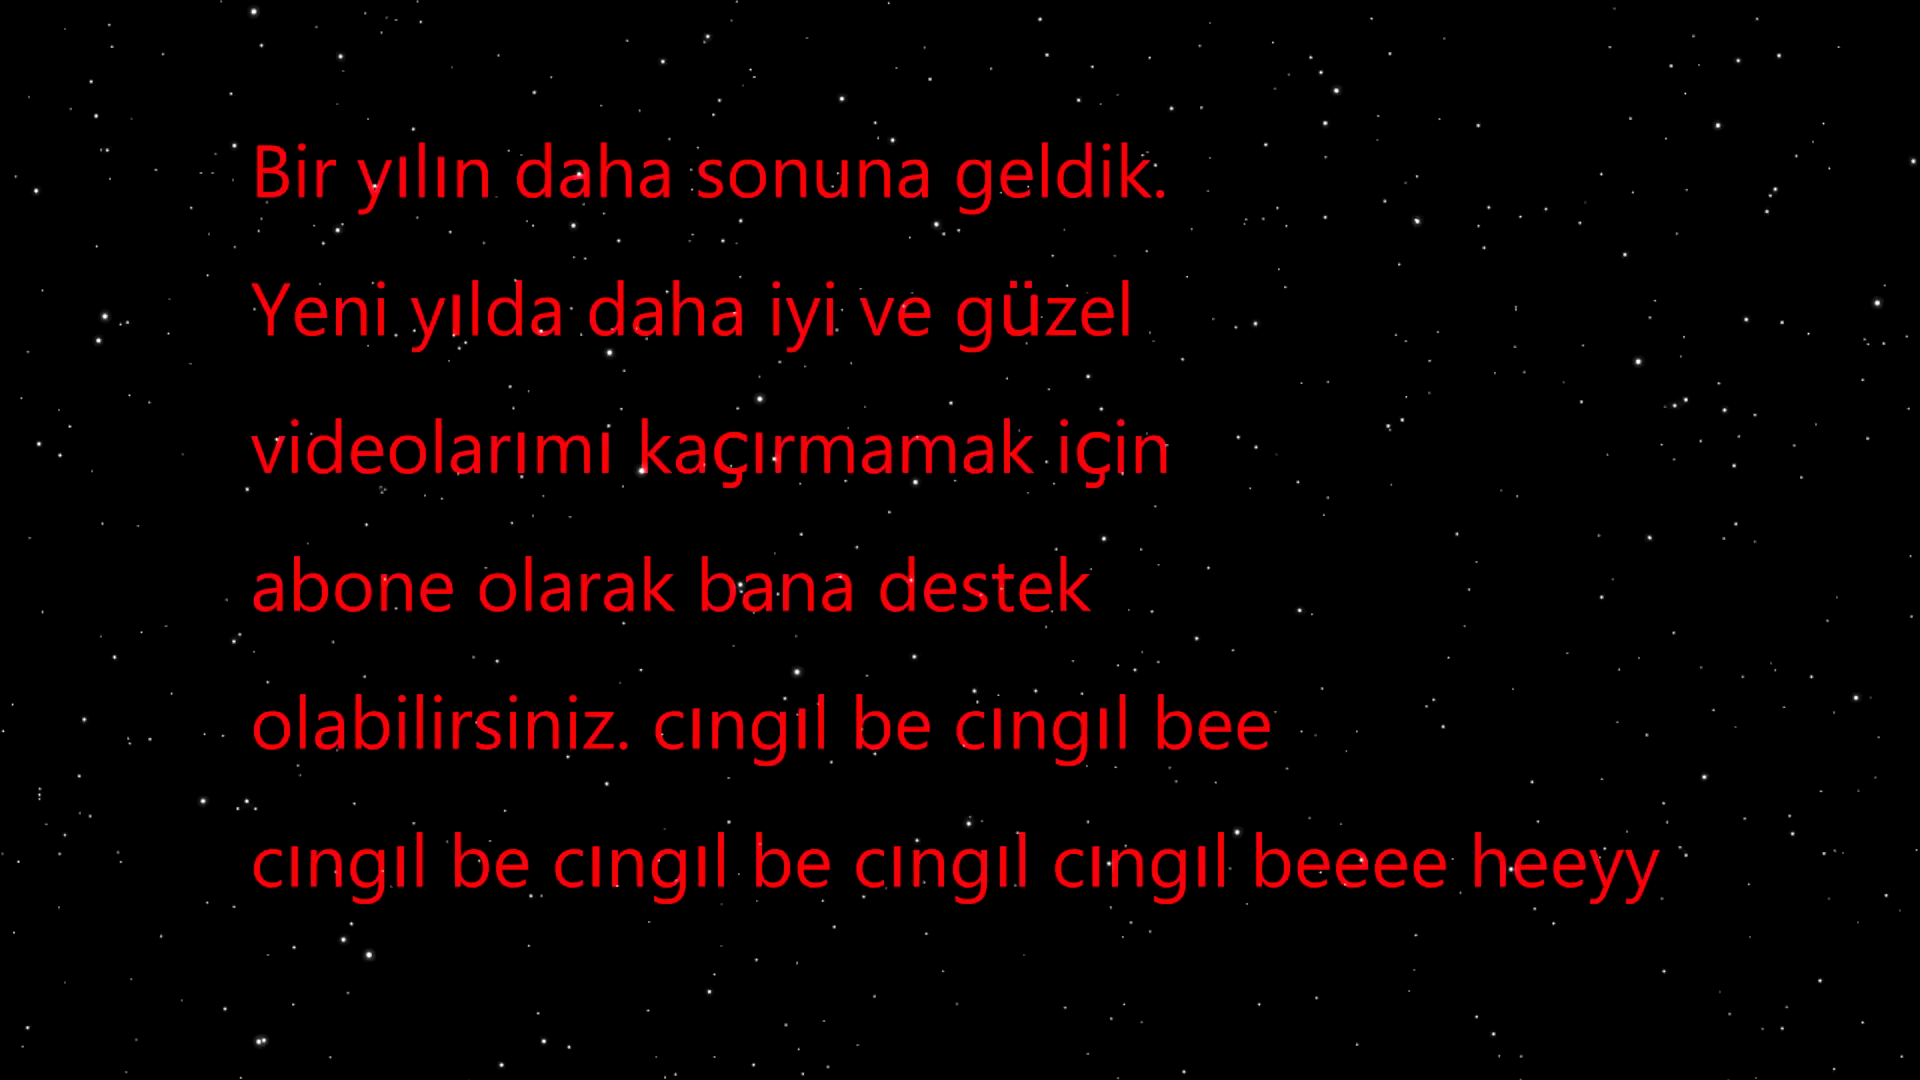 Bir yılın daha sonuna geldik.
Yeni yılda daha iyi ve güzel
videolarımı kaçırmamak için
abone olarak bana destek
olabilirsiniz. cıngıl be cıngıl bee
cıngıl be cıngıl be cıngıl cıngıl beeee heeyy